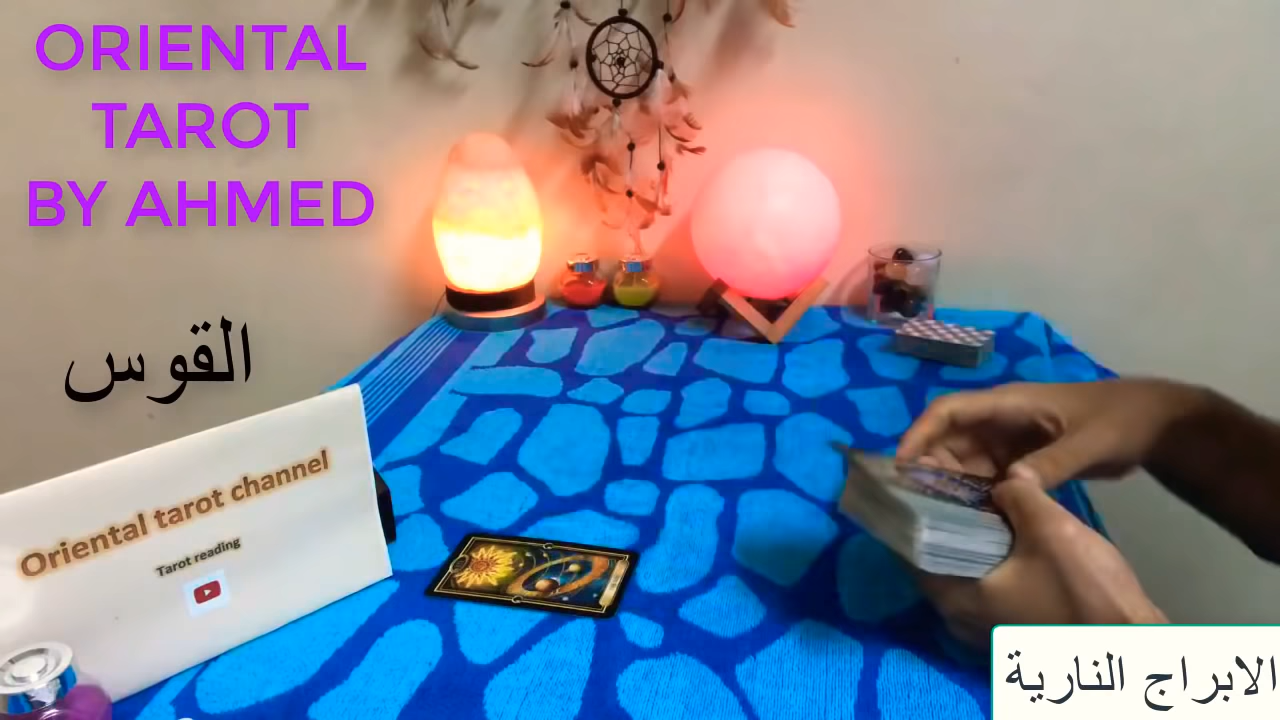 ORIENTAL
TAROT
BY AHMED
القوس
Oriental tarot channel
Tarot reading
الابراج النارية